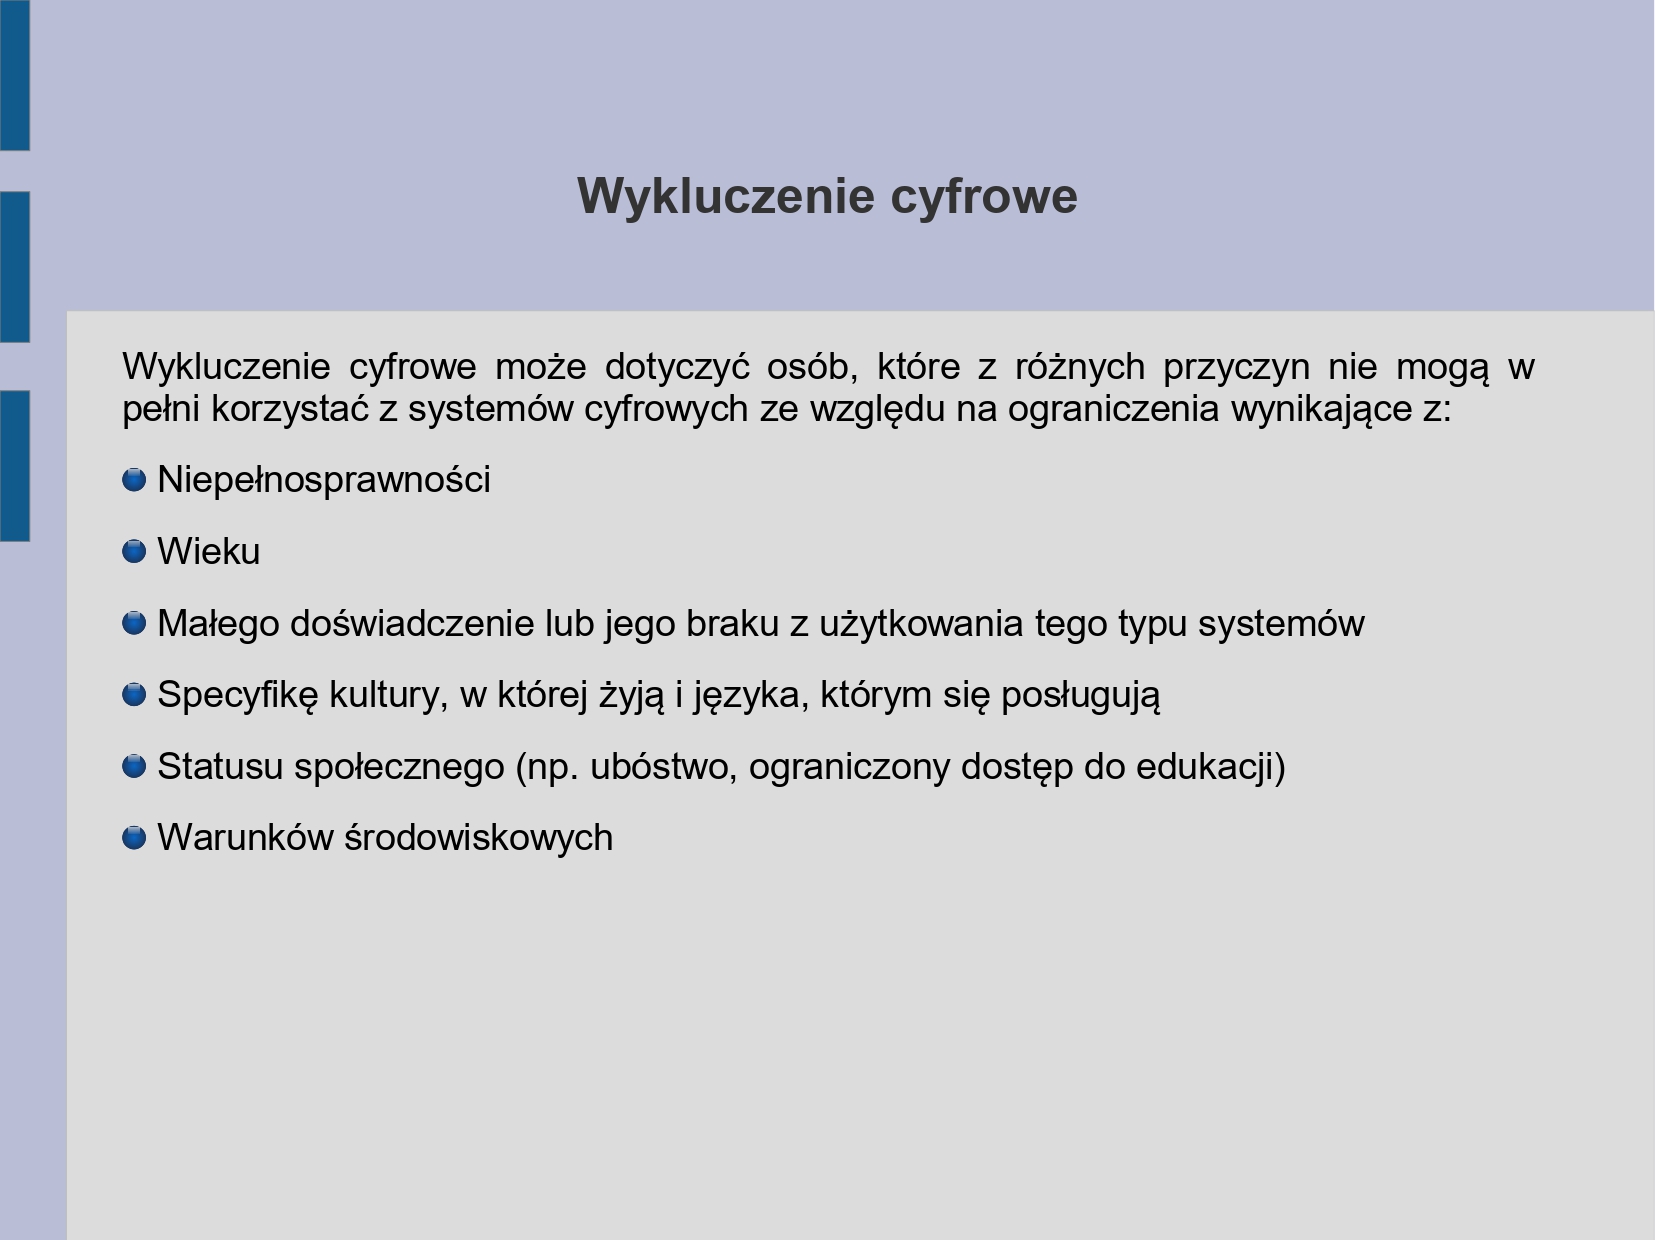 Wykluczenie cyfrowe
Wykluczenie cyfrowe może dotyczyć osób, które z różnych przyczyn nie mogą w
pełni korzystać z systemów cyfrowych ze względu na ograniczenia wynikające z:
Niepełnosprawności
Wieku
Małego doświadczenie lub jego braku z użytkowania tego typu systemów
Specyfikę kultury, w której żyją i języka, którym się posługują
Statusu społecznego (np. ubóstwo, ograniczony dostęp do edukacji)
Warunków środowiskowych